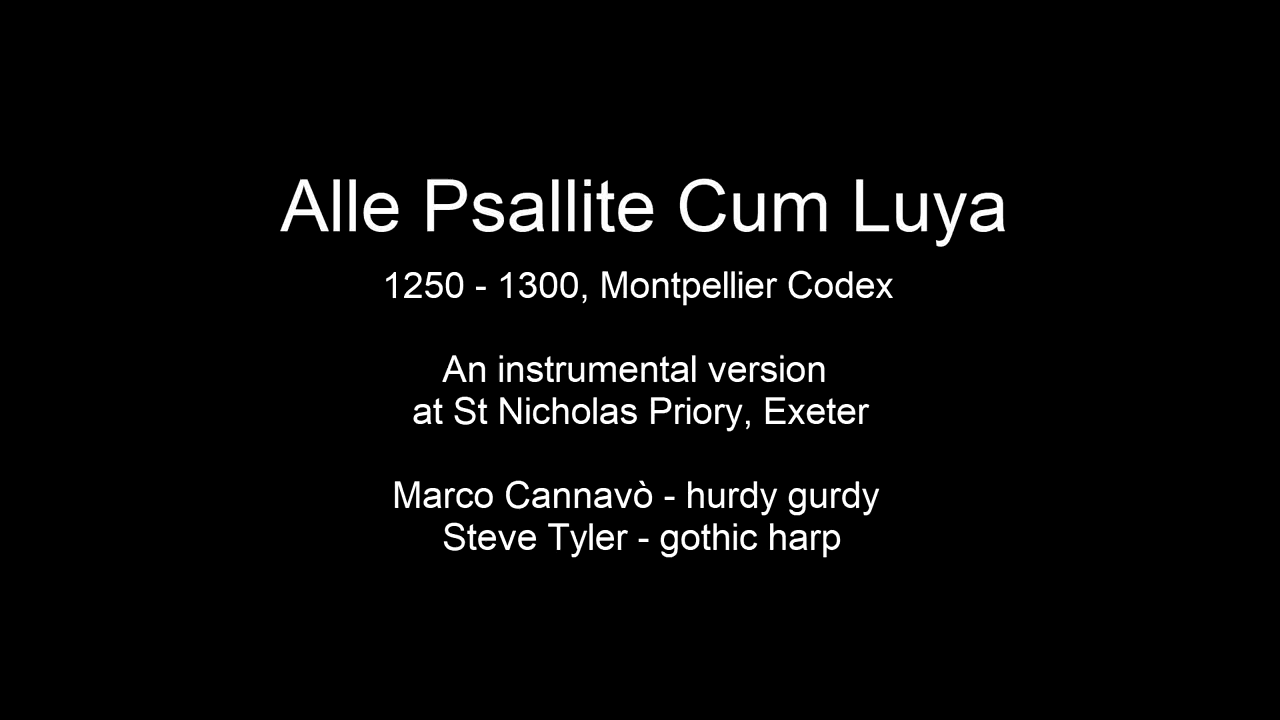 Alle Psallite Cum Luya
1250 - 1300, Montpellier Codex
An instrumental version
at St Nicholas Priory, Exeter
Marco Cannavò - hurdy gurdy
Steve Tyler - gothic harp